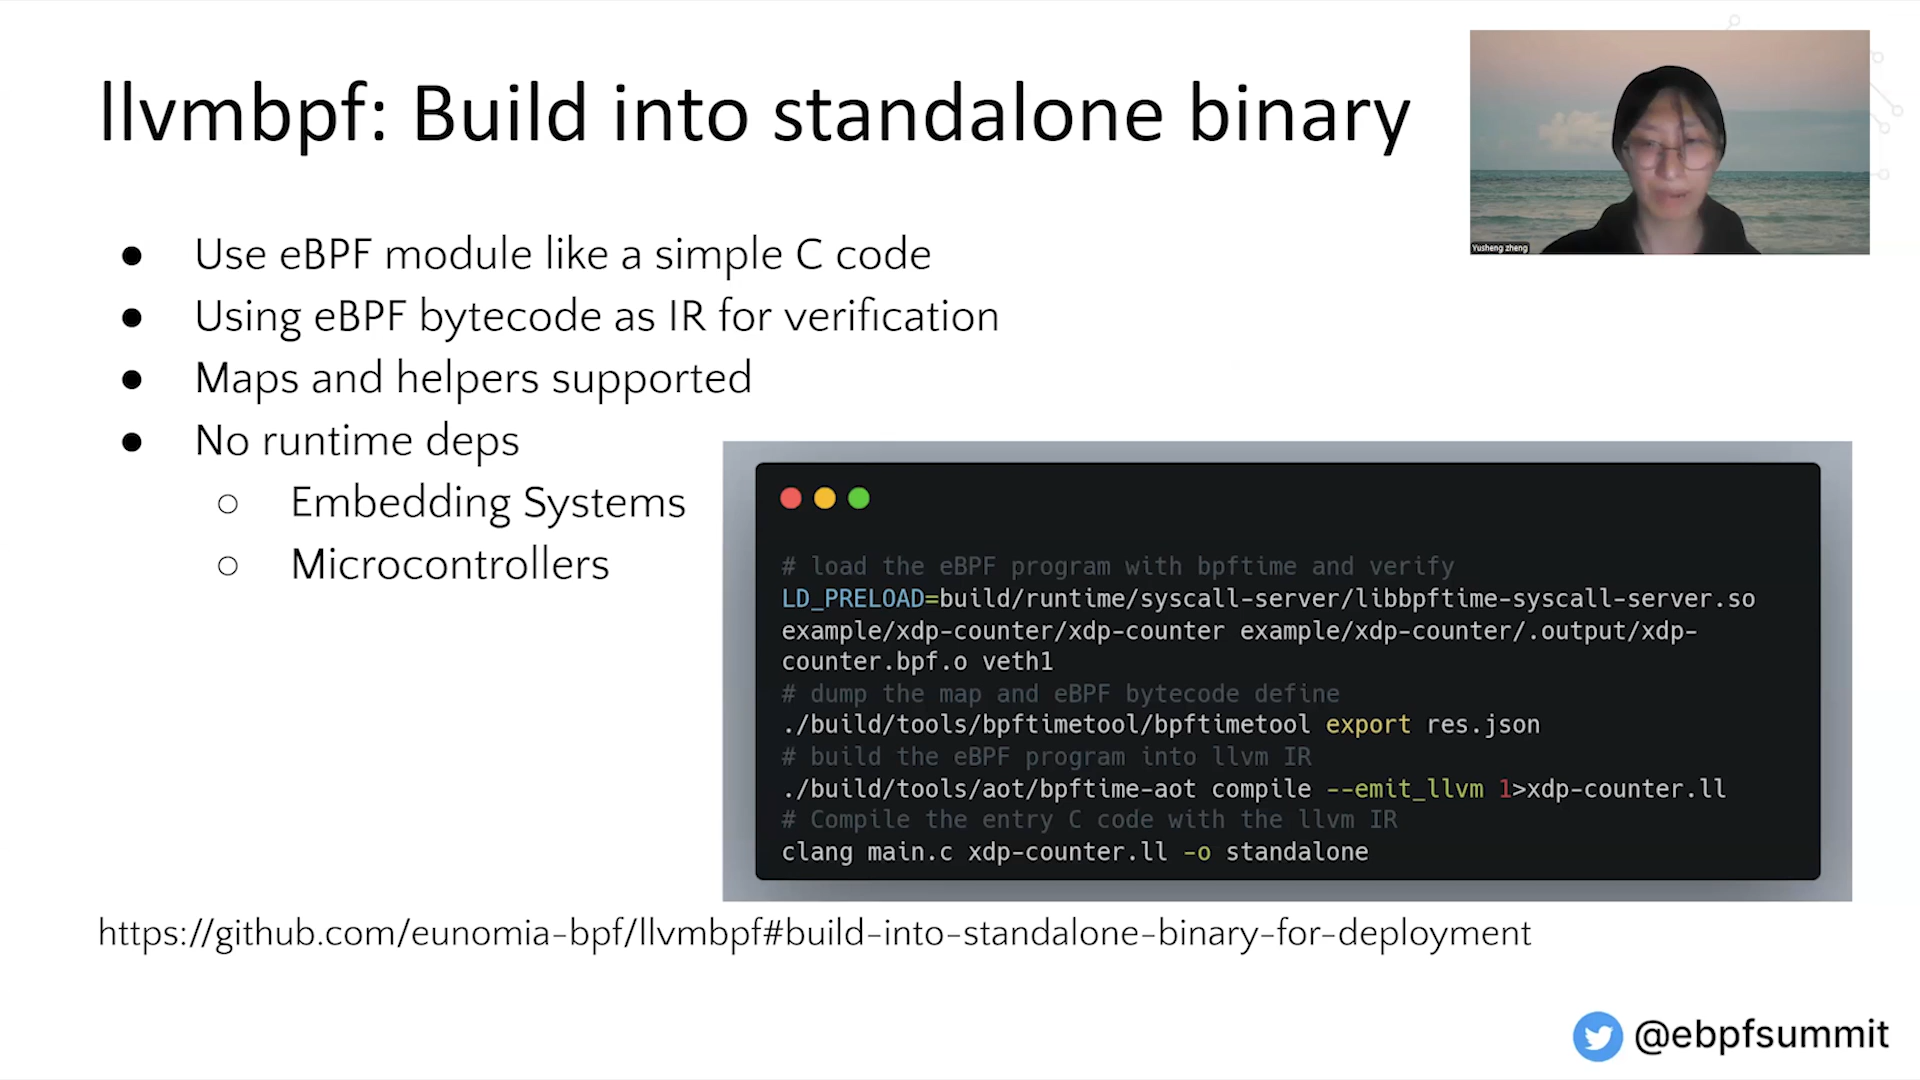 llvmbpf: Build into standalone binary
Yusheng zheng
● Use eBPF module like a simple C code
● Using eBPF bytecode as IR for verification
● Maps and helpers supported
● No runtime deps
○ Embedding Systems
○ Microcontrollers
# load the eBPF program with bpftime and verify
LD_PRELOAD=build/runtime/syscall-server/libbpftime-syscall-server.so
example/xdp-counter/xdp-counter example/xdp-counter/.output/xdp-
counter.bpf.o veth1
# dump the map and eBPF bytecode define
./build/tools/bpftimetool/bpftimetool export res.json
# build the eBPF program into llvm IR
./build/tools/aot/bpftime-aot compile --emit_llvm 1>xdp-counter.ll
# Compile the entry C code with the llvm IR
clang main.c xdp-counter.ll -o standalone
https://github.com/eunomia-bpf/llvmbpf#build-into-standalone-binary-for-deployment
@ebpfsummit